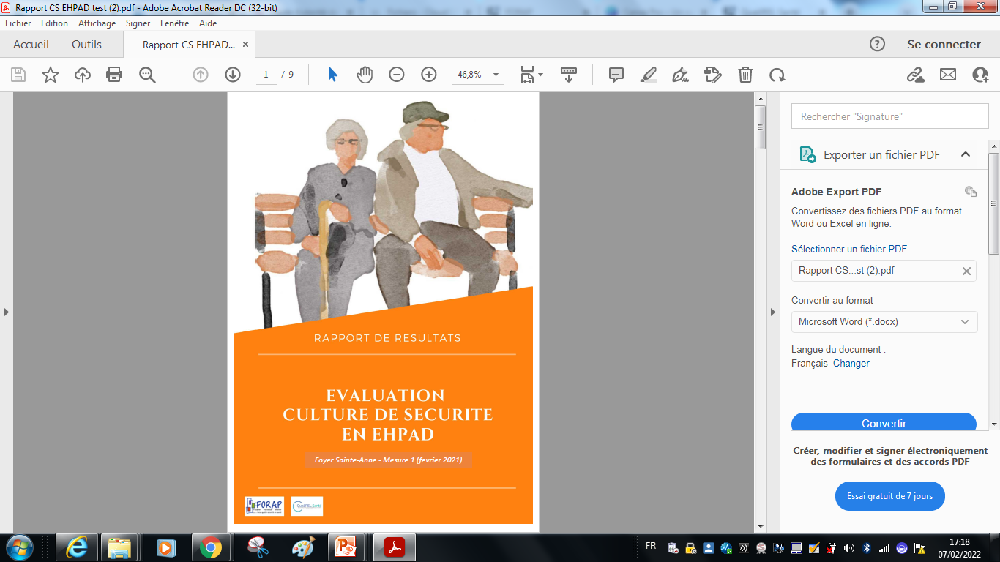 Rapport CS EHPAD test (2).pdf - Adobe Acrobat Reader DC (32-bit)
Fichier Edition Affichage Signer Fenêtre Aide
Accueil Outils Rapport CS EHPAD... × Se connecter
1 / 9 46,8%
Rechercher "Signature"
Exporter un fichier PDF
Adobe Export PDF
Convertissez des fichiers PDF au format
Word ou Excel en ligne.
Sélectionner un fichier PDF
Rapport CS...st (2).pdf
Convertir au format
Microsoft Word (*.docx)
Langue du document :
Français Changer
Convertir
Créer, modifier et signer électroniquement
des formulaires et des accords PDF
Essai gratuit de 7 jours
RAPPORT DE RESULTATS
EVALUATION
CULTURE DE SECURITE
EN EHPAD
Foyer Sainte-Anne - Mesure 1 (fevrier 2021)
FORAP
QualiREL Santé
FR
17:18
07/02/2022